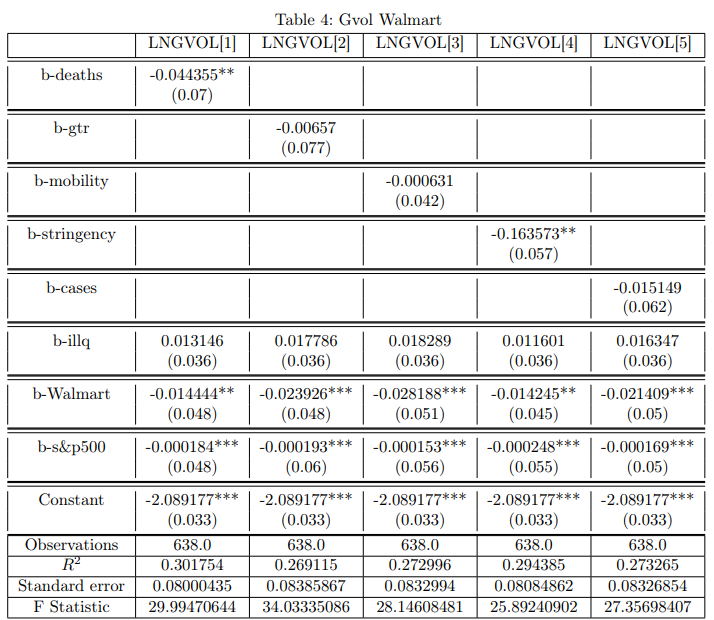 Table 4: Gvol Walmart
LNGVOL[1] LNGVOL[2] LNGVOL[3] LNGVOL[4] LNGVOL[5]
b-deaths -0.044355**
(0.07)
b-gtr -0.00657
(0.077)
b-mobility -0.000631
(0.042)
b-stringency -0.163573**
(0.057)
b-cases -0.015149
(0.062)
b-illq 0.013146 0.017786 0.018289 0.011601 0.016347
(0.036) (0.036) (0.036) (0.036) (0.036)
b-Walmart -0.014444** -0.023926*** -0.028188*** -0.014245** -0.021409***
(0.048) (0.048) (0.051) (0.045) (0.05)
b-s&p500 -0.000184*** -0.000193*** -0.000153*** -0.000248*** -0.000169***
(0.048) (0.06) (0.056) (0.055) (0.05)
Constant -2.089177*** -2.089177*** -2.089177*** -2.089177*** -2.089177***
(0.033) (0.033) (0.033) (0.033) (0.033)
Observations 638.0 638.0 638.0 638.0 638.0
R² 0.301754 0.269115 0.272996 0.294385 0.273265
Standard error 0.08000435 0.08385867 0.0832994 0.08084862 0.08326854
F Statistic 29.99470644 34.03335086 28.14608481 25.89240902 27.35698407